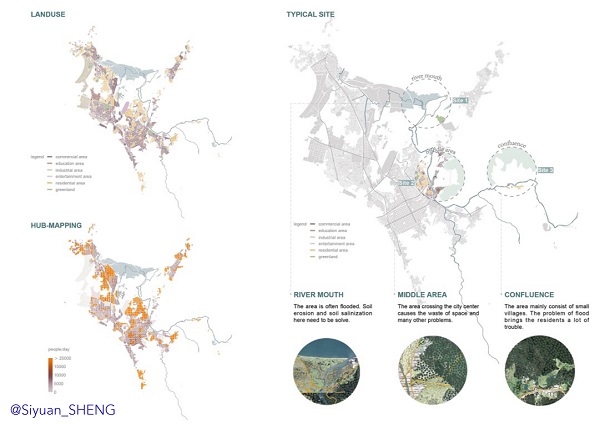 LANDUSE
legend
commercial area
education area
industrial area
entertainment area
residential area
greenland
HUB-MAPPING
people/day
> 20000
15000
10000
5000
0
@Siyuan_SHENG
TYPICAL SITE
river mouth
Site 1
Site 2
confluence
Site 3
legend
commercial area
education area
industrial area
entertainment area
residential area
greenland
RIVER MOUTH
The area is often flooded. Soil
erosion and soil salinization
here need to be solve.
MIDDLE AREA
The area crossing the city center
causes the waste of space and
many other problems.
CONFLUENCE
The area mainly consist of small
villages. The problem of flood
brings the residents a lot of
trouble.